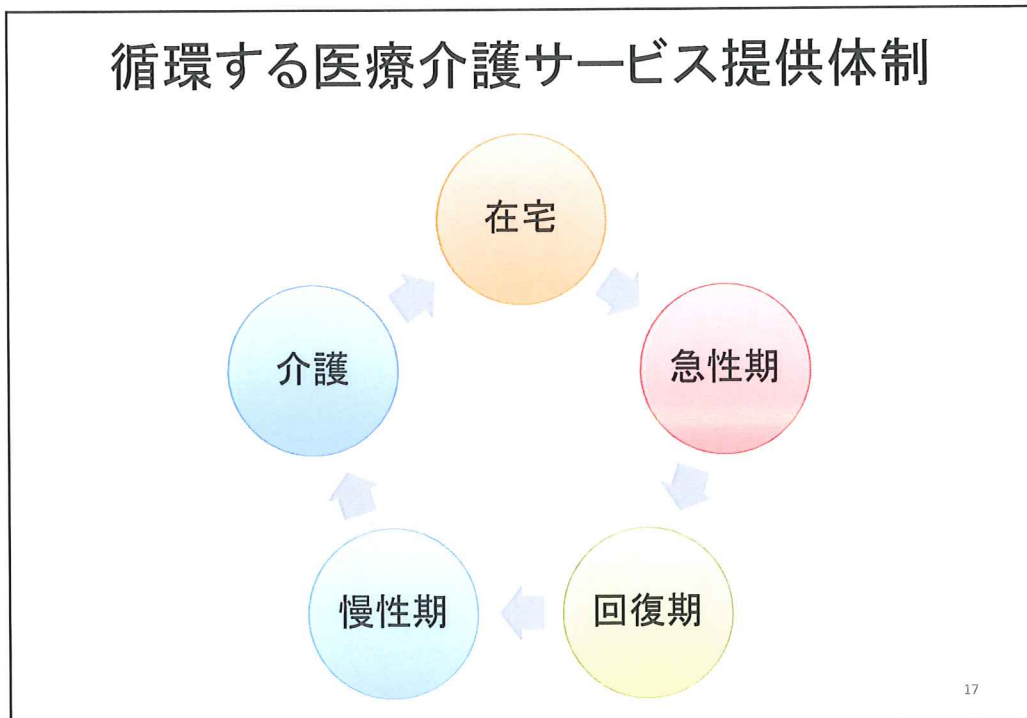 循環する医療介護サービス提供体制
在宅
急性期
回復期
慢性期
介護
17